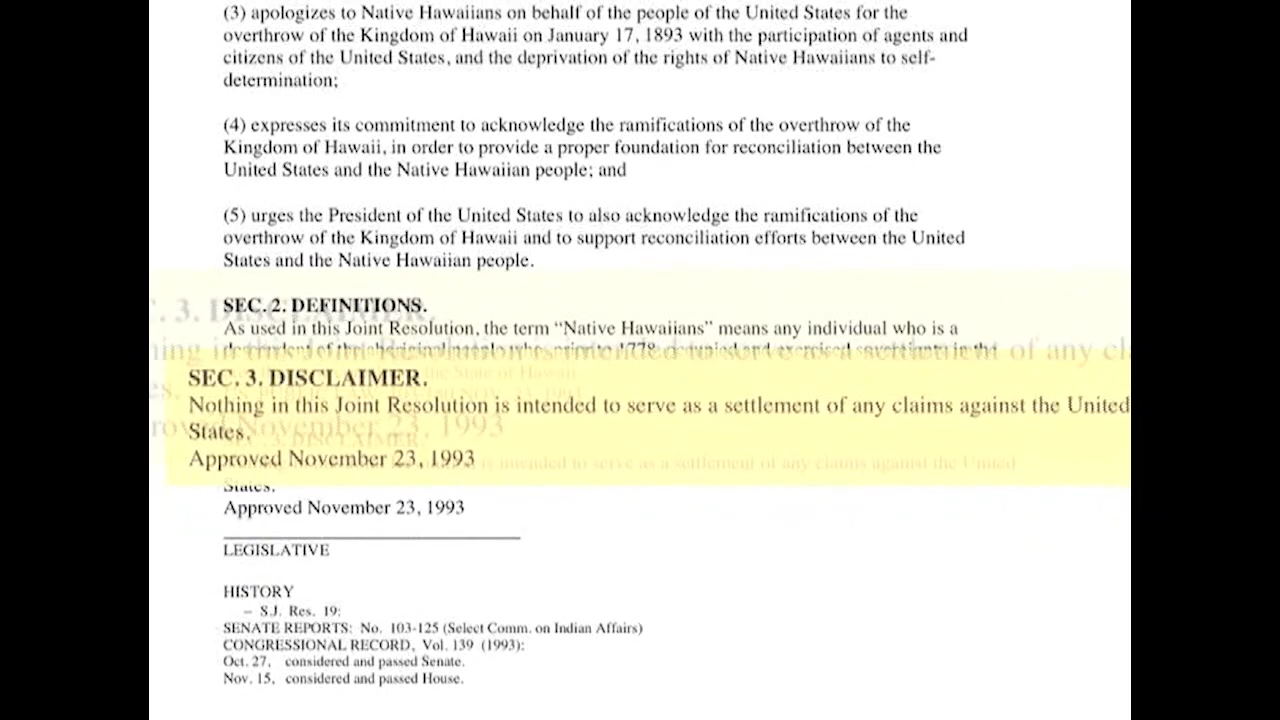 (3) apologizes to Native Hawaiians on behalf of the people of the United States for the
overthrow of the Kingdom of Hawaii on January 17, 1893 with the participation of agents and
citizens of the United States, and the deprivation of the rights of Native Hawaiians to self-
determination;
(4) expresses its commitment to acknowledge the ramifications of the overthrow of the
Kingdom of Hawaii, in order to provide a proper foundation for reconciliation between the
United States and the Native Hawaiian people; and
(5) urges the President of the United States to also acknowledge the ramifications of the
overthrow of the Kingdom of Hawaii and to support reconciliation efforts between the United
States and the Native Hawaiian people.
SEC. 2. DEFINITIONS.
As used in this Joint Resolution, the term “Native Hawaiians” means any individual who is a
SEC. 3. DISCLAIMER.
Nothing in this Joint Resolution is intended to serve as a settlement of any claims against the United
States.
Approved November 23, 1993
States.
Approved November 23, 1993
LEGISLATIVE
HISTORY
– S.J. Res. 19:
SENATE REPORTS: No. 103-125 (Select Comm. on Indian Affairs)
CONGRESSIONAL RECORD, Vol. 139 (1993):
Oct. 27, considered and passed Senate.
Nov. 15, considered and passed House.